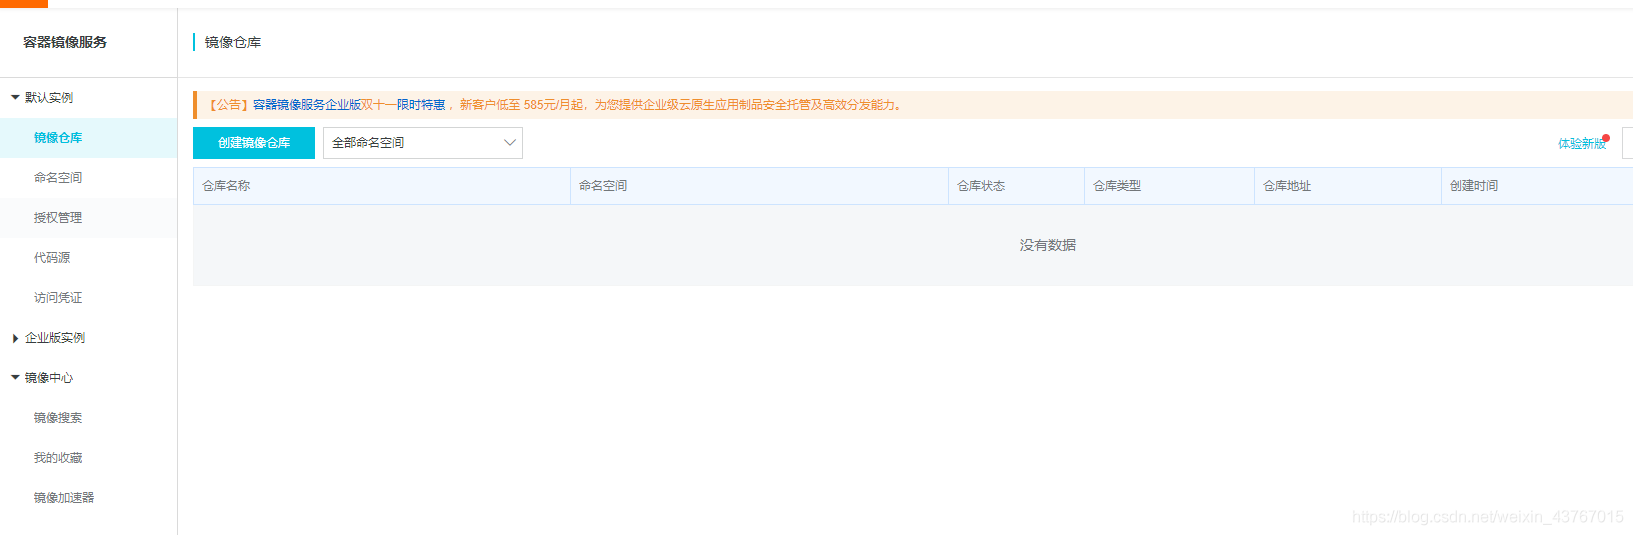 容器镜像服务
默认实例
镜像仓库
命名空间
授权管理
代码源
访问凭证
企业版实例
镜像中心
镜像搜索
我的收藏
镜像加速器
镜像仓库
【公告】容器镜像服务企业版双十一限时特惠 ，新客户低至 585元/月起，为您提供企业级云原生应用制品安全托管及高效分发能力。
创建镜像仓库 全部命名空间 体验新版
仓库名称 命名空间 仓库状态 仓库类型 仓库地址 创建时间
没有数据
https://blog.csdn.net/weixin_43767015